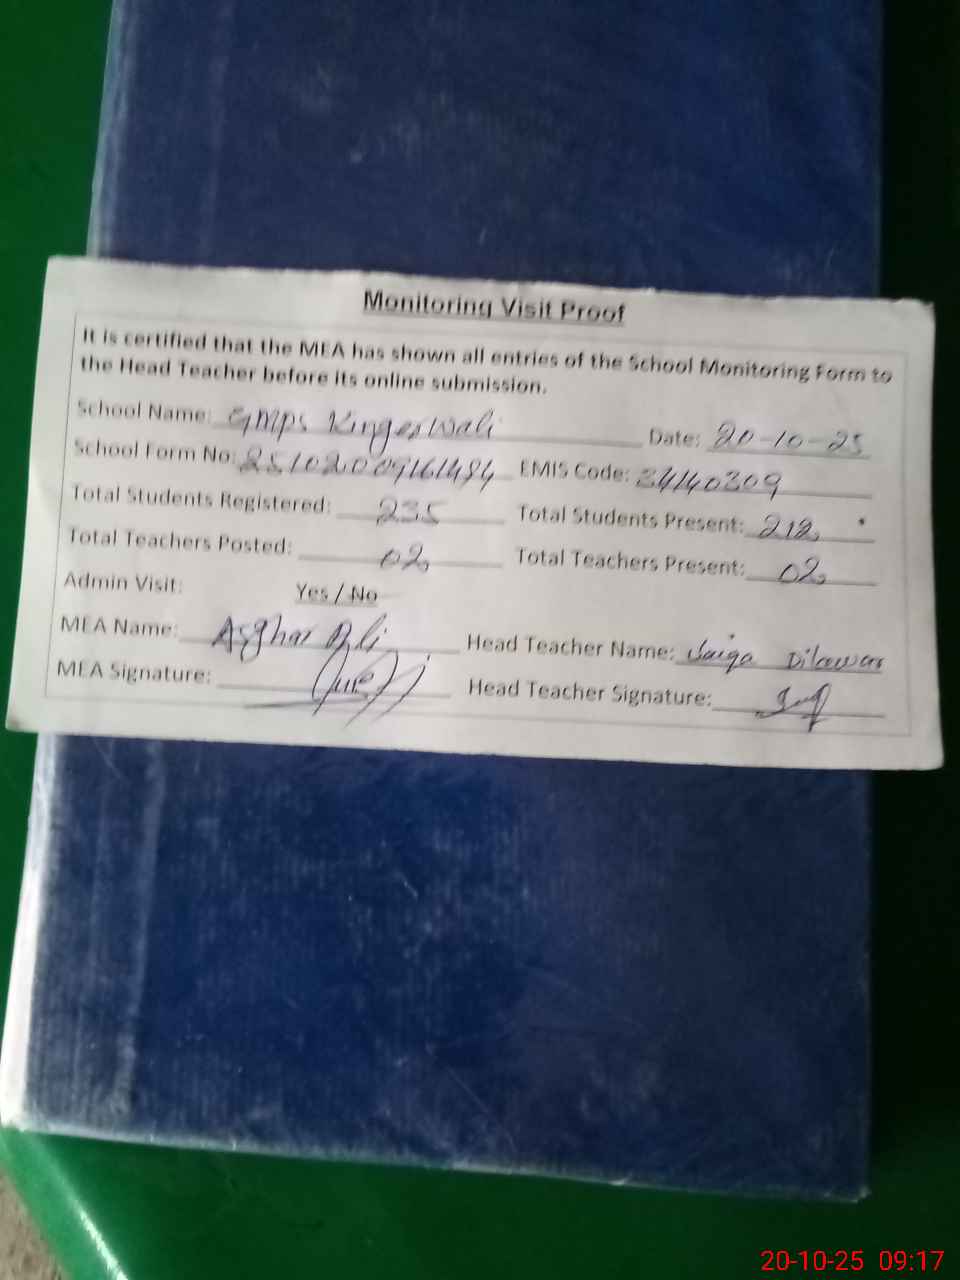 Monitoring Visit Proof
It is certified that the MEA has shown all entries of the School Monitoring Form to
the Head Teacher before its online submission.
School Name: GMPS Kinger Wali Date: 20-10-25
School Form No: EMIS Code: 34140309
Total Students Registered: 235 Total Students Present: 212
Total Teachers Posted: 02 Total Teachers Present: 02
Admin Visit: Yes / No
MEA Name: Asghar Ali Head Teacher Name: Saiqa Dilawar
MEA Signature: Head Teacher Signature:
20-10-25 09:17